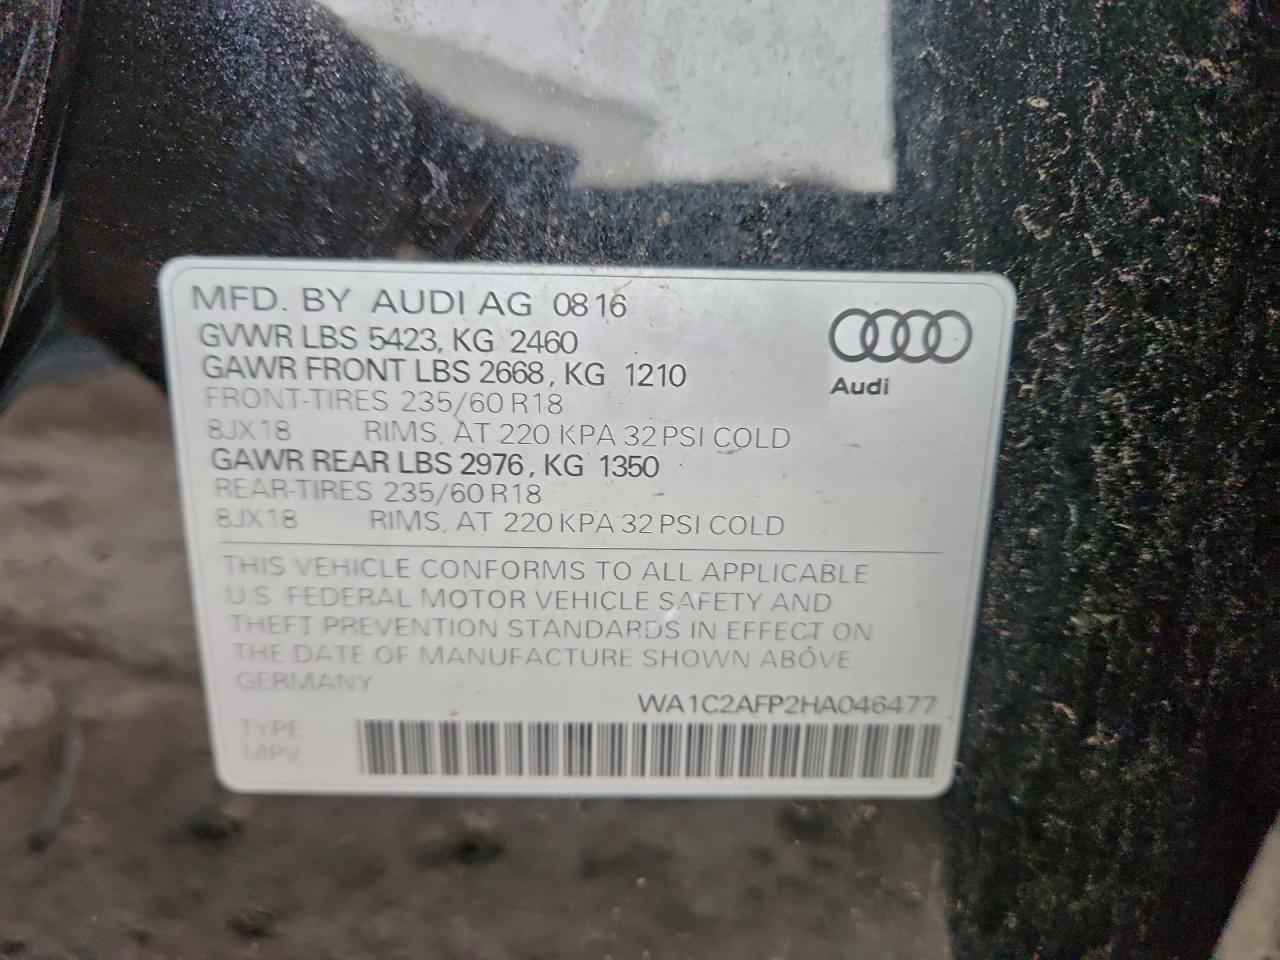 MFD. BY AUDI AG 0816
GVWR LBS 5423, KG 2460
GAWR FRONT LBS 2668, KG 1210
FRONT-TIRES 235/60 R18
8JX18 RIMS, AT 220 KPA 32 PSI COLD
GAWR REAR LBS 2976, KG 1350
REAR-TIRES 235/60 R18
8JX18 RIMS, AT 220 KPA 32 PSI COLD
Audi
THIS VEHICLE CONFORMS TO ALL APPLICABLE
U.S. FEDERAL MOTOR VEHICLE SAFETY AND
THEFT PREVENTION STANDARDS IN EFFECT ON
THE DATE OF MANUFACTURE SHOWN ABOVE
GERMANY
WA1C2AFP2HA046477
TYPE
MPV